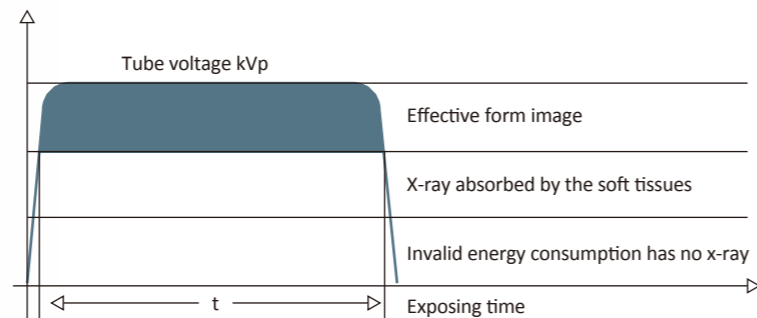 Tube voltage kVp
Effective form image
X-ray absorbed by the soft tissues
Invalid energy consumption has no x-ray
t
Exposing time